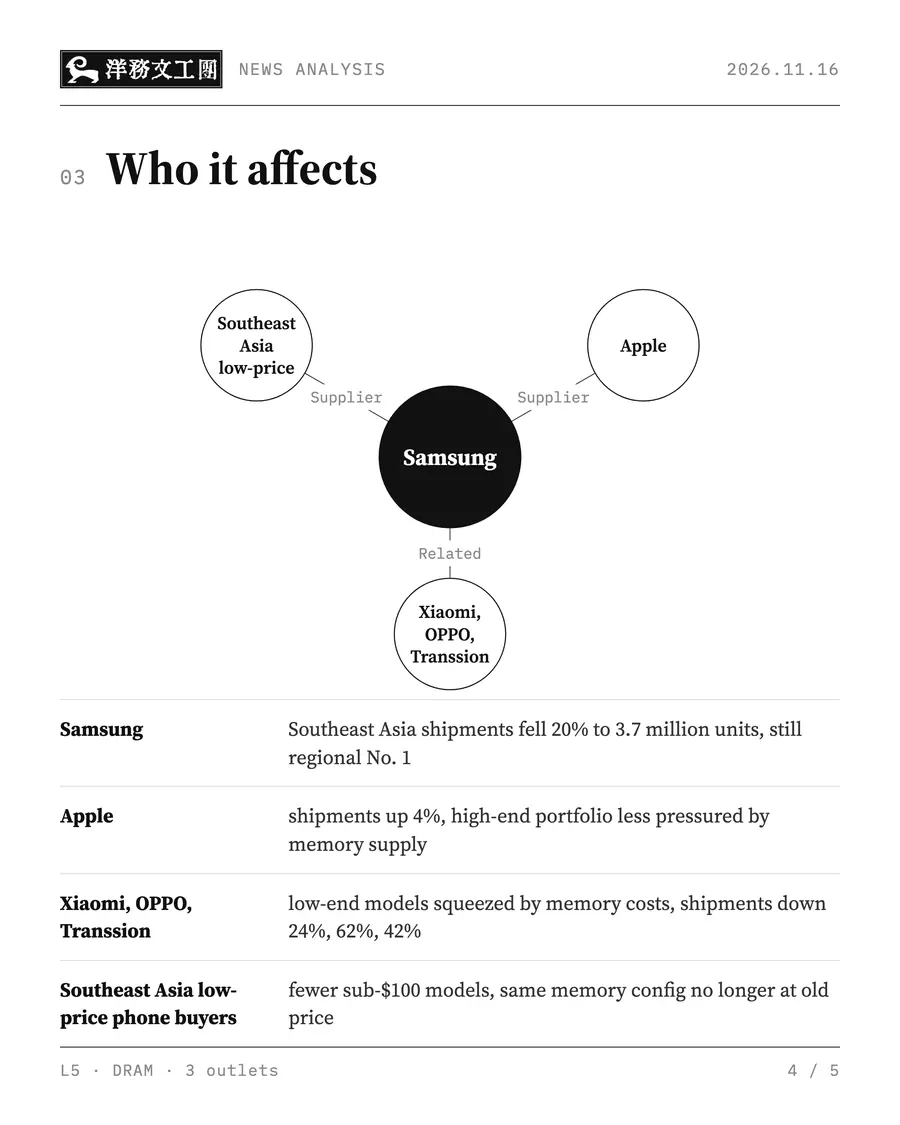 洋務文工團 NEWS ANALYSIS 2026.11.16
03 Who it affects
Southeast
Asia
low-price
Apple
Supplier
Supplier
Samsung
Related
Xiaomi,
OPPO,
Transsion
Samsung
Southeast Asia shipments fell 20% to 3.7 million units, still
regional No. 1
Apple
shipments up 4%, high-end portfolio less pressured by
memory supply
Xiaomi, OPPO,
Transsion
low-end models squeezed by memory costs, shipments down
24%, 62%, 42%
Southeast Asia low-
price phone buyers
fewer sub-$100 models, same memory config no longer at old
price
L5 · DRAM · 3 outlets
4 / 5